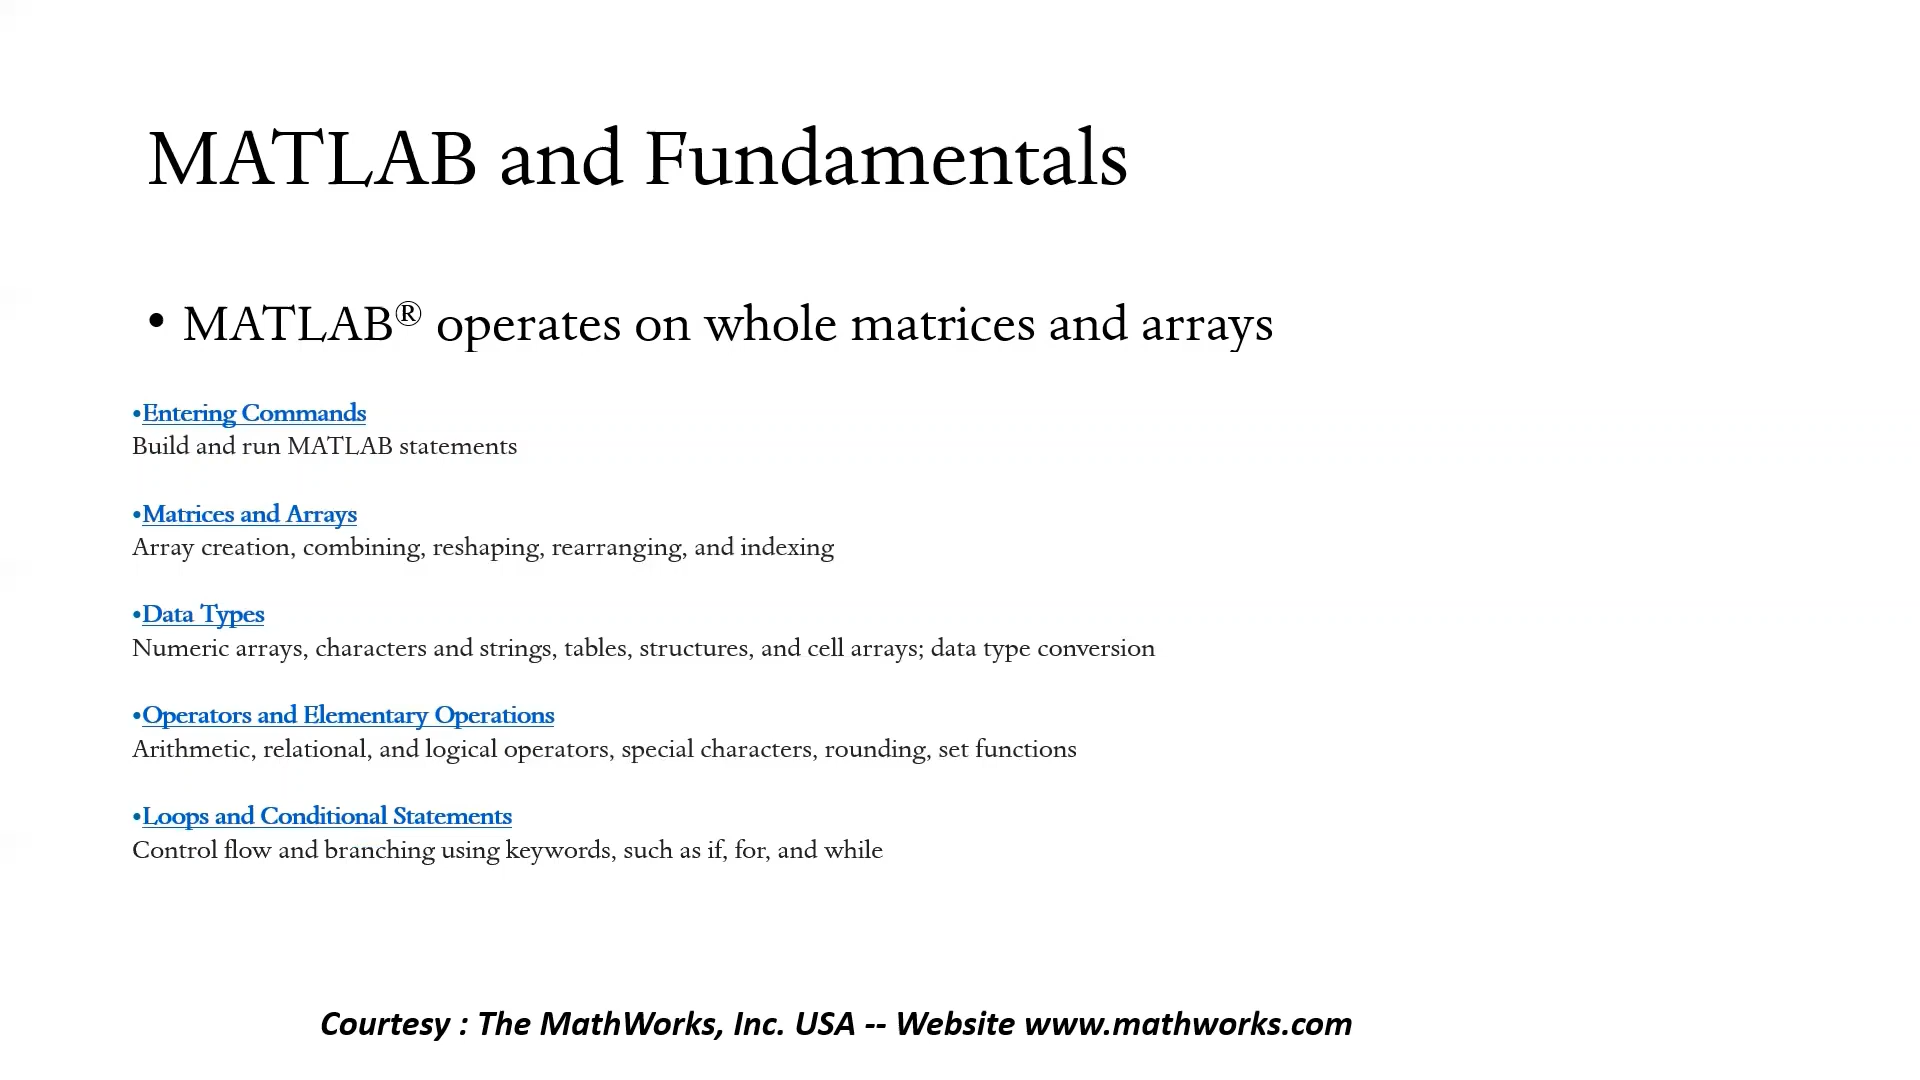 MATLAB and Fundamentals
• MATLAB® operates on whole matrices and arrays
•Entering Commands
Build and run MATLAB statements
•Matrices and Arrays
Array creation, combining, reshaping, rearranging, and indexing
•Data Types
Numeric arrays, characters and strings, tables, structures, and cell arrays; data type conversion
•Operators and Elementary Operations
Arithmetic, relational, and logical operators, special characters, rounding, set functions
•Loops and Conditional Statements
Control flow and branching using keywords, such as if, for, and while
Courtesy : The MathWorks, Inc. USA -- Website www.mathworks.com